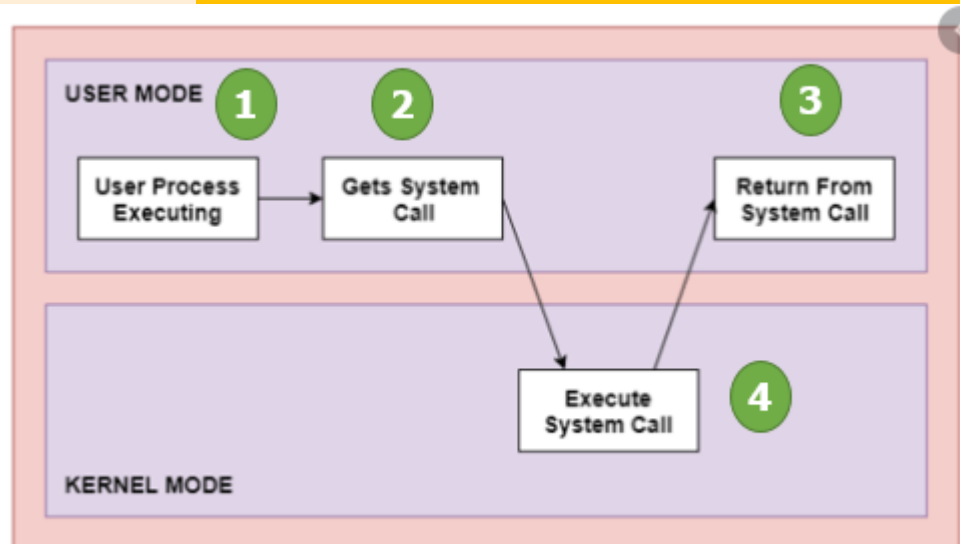 USER MODE
1
2
3
User Process
Executing
Gets System
Call
Return From
System Call
Execute
System Call
4
KERNEL MODE